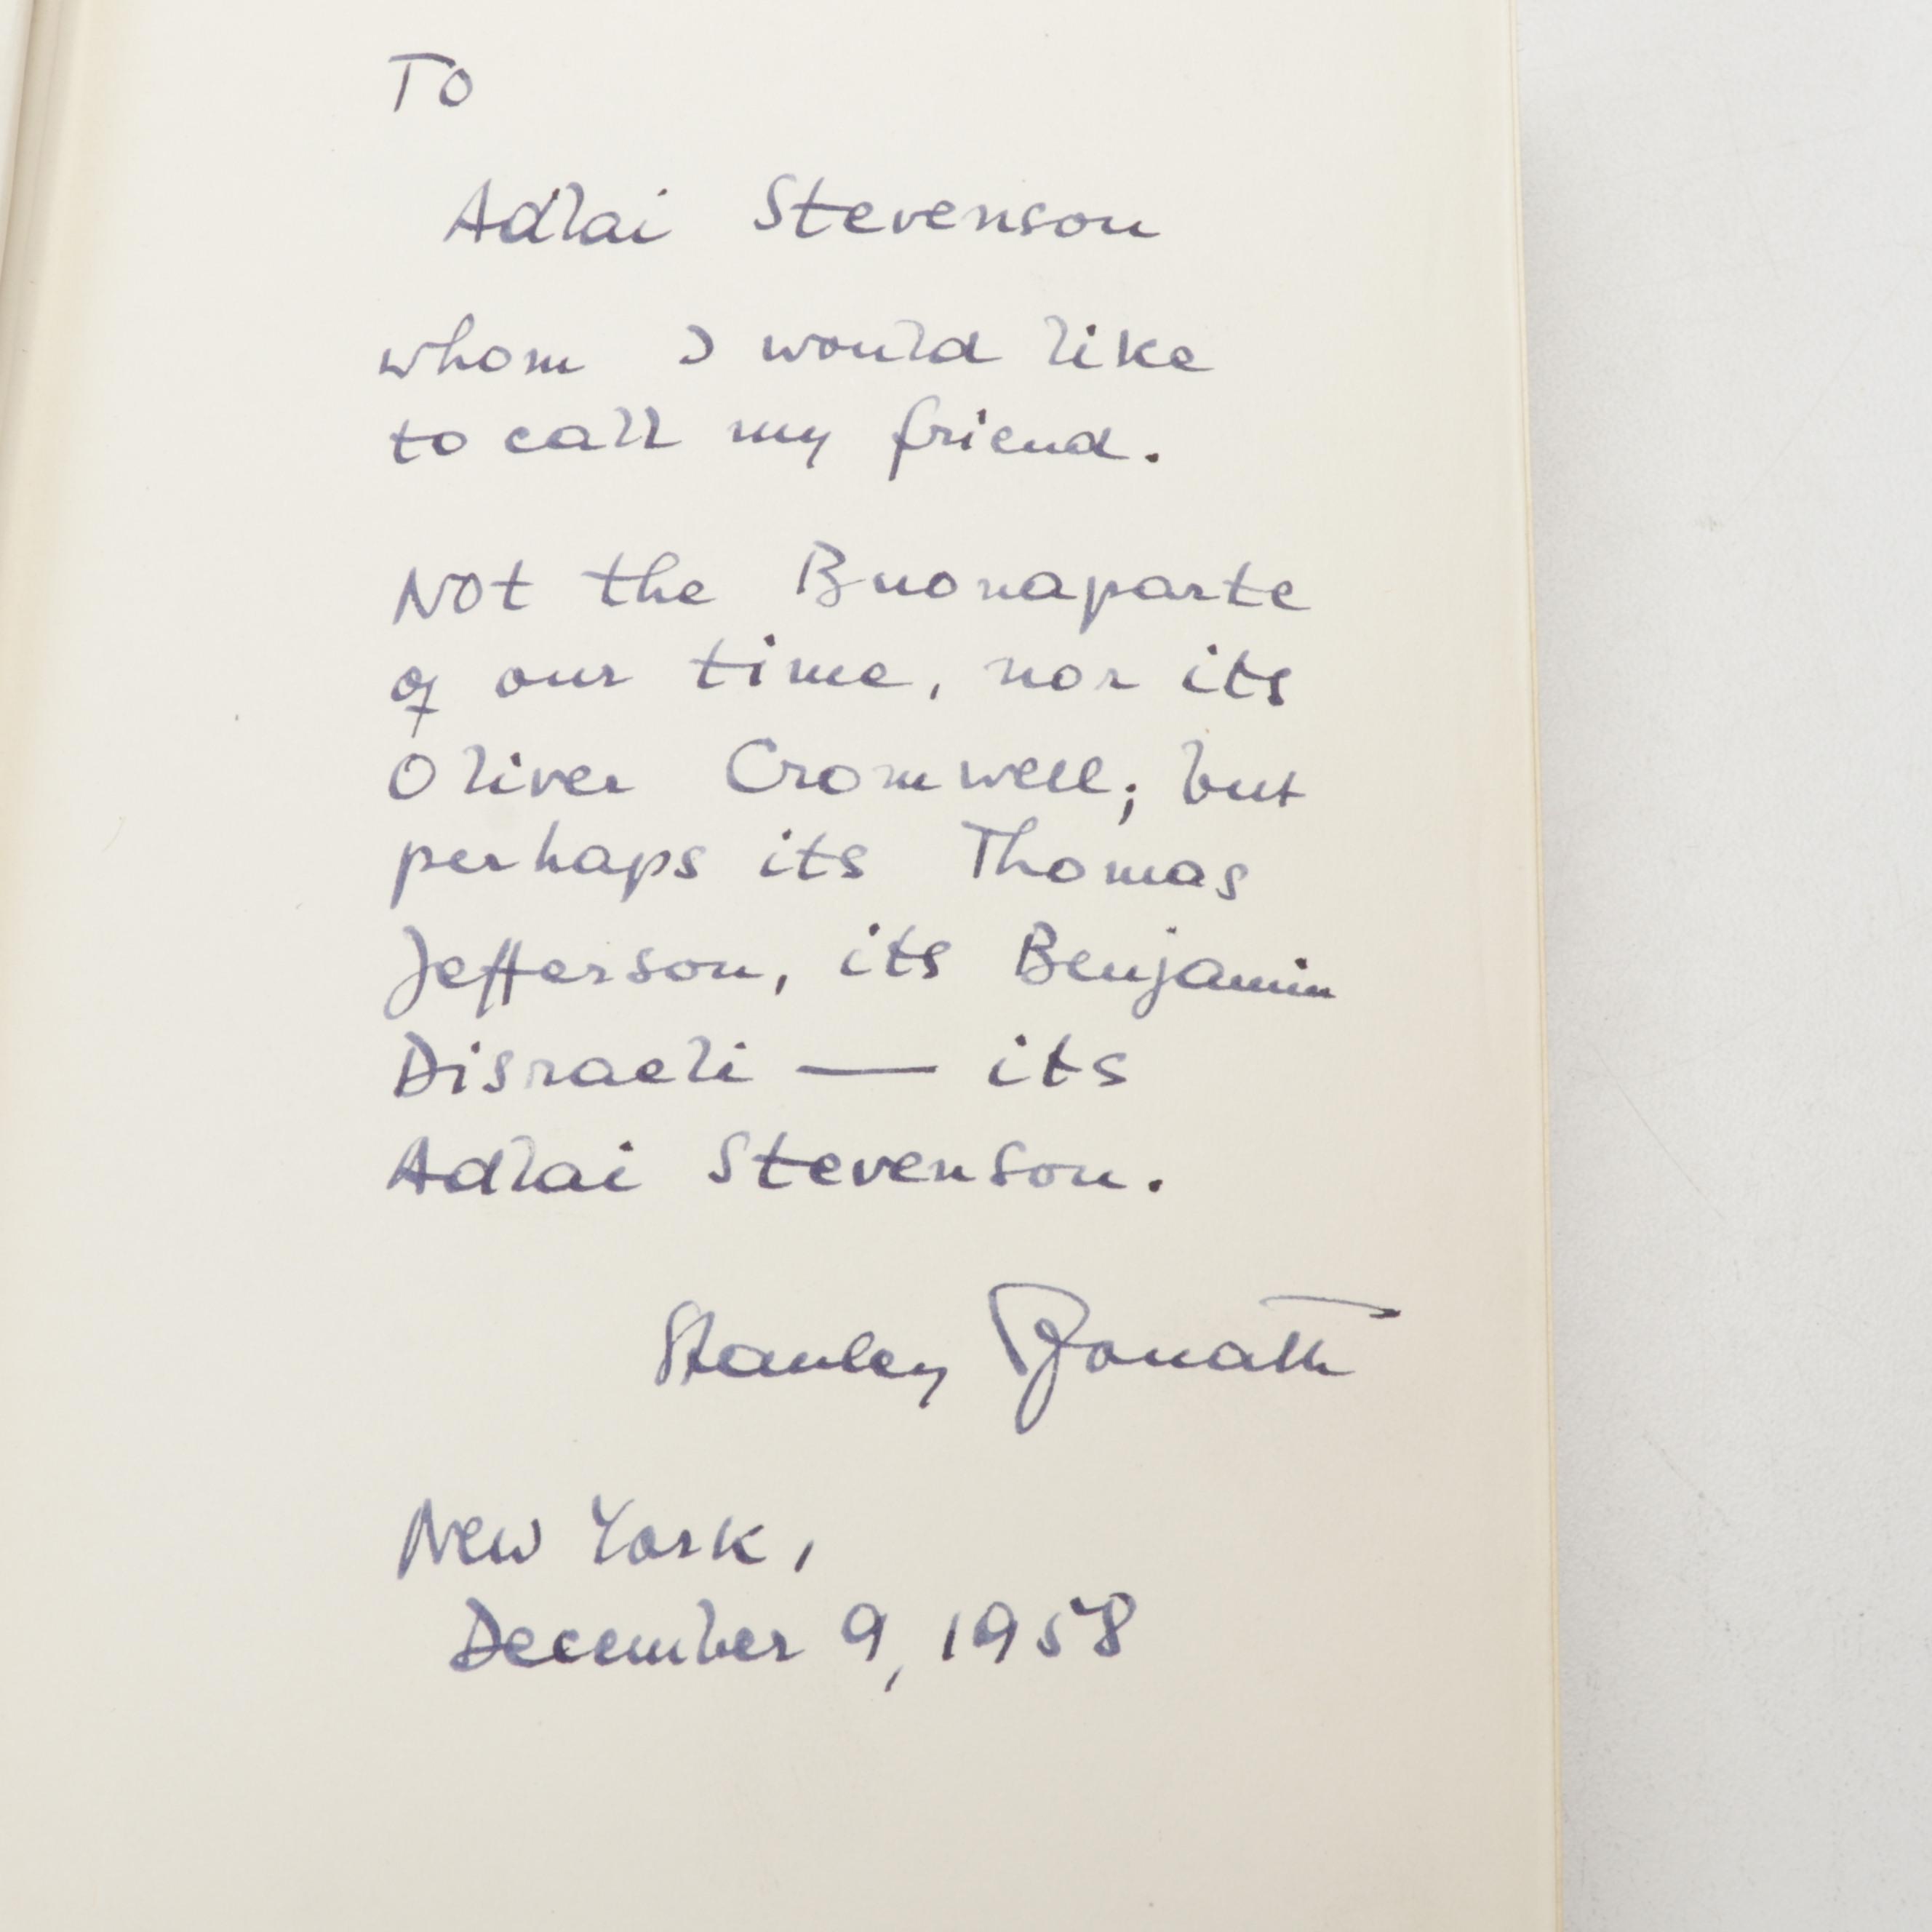 To
Adlai Stevenson
whom I would like
to call my friend.
Not the Buonaparte
of our time, nor its
Oliver Cromwell; but
perhaps its Thomas
Jefferson, its Benjamin
Disraeli — its
Adlai Stevenson.
Stanley
New York,
December 9, 1958